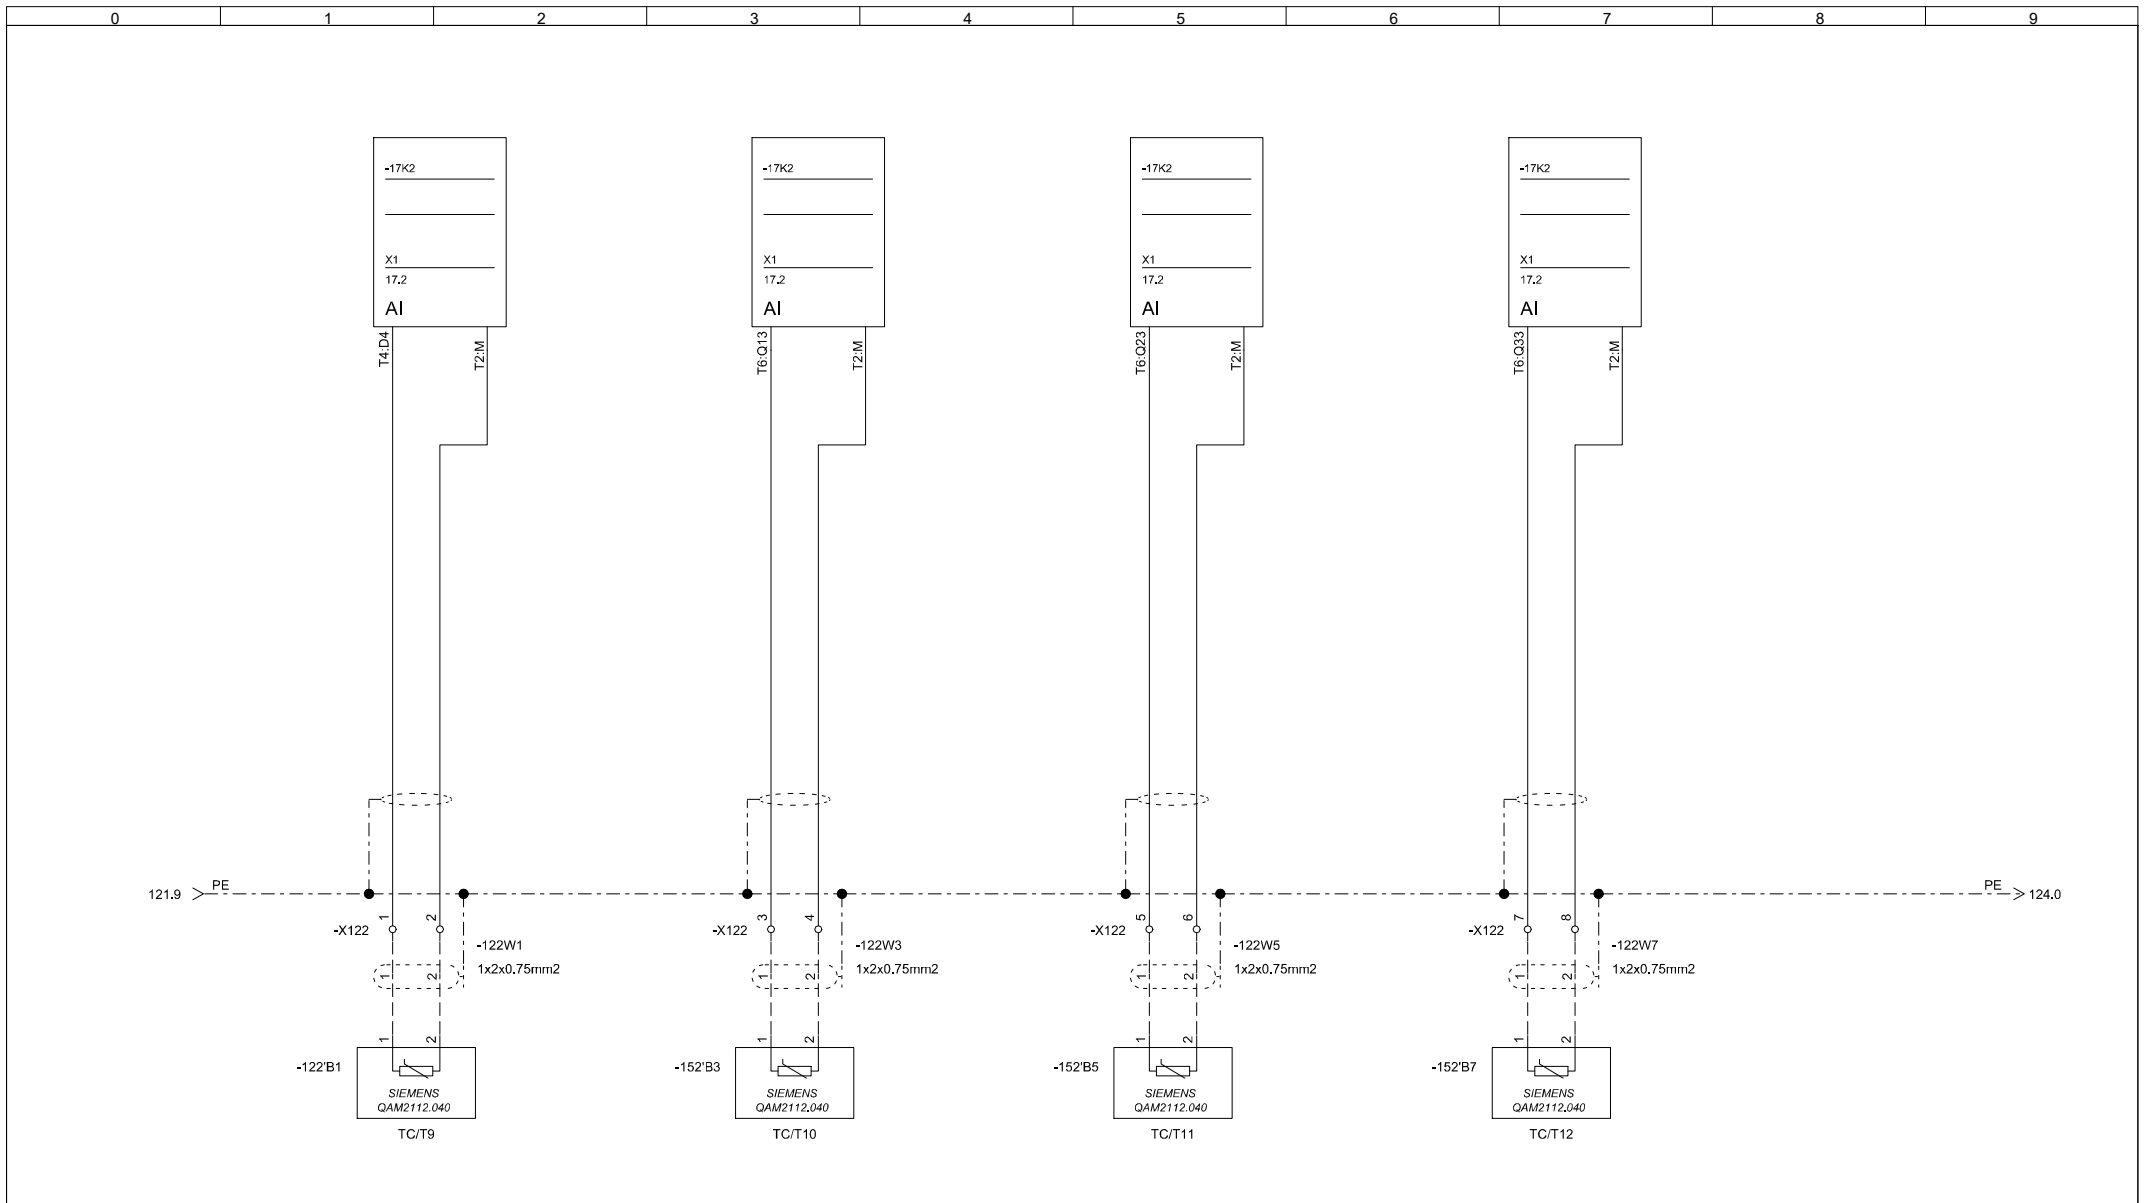 0 1 2 3 4 5 6 7 8 9
-17K2 -17K2 -17K2 -17K2
X1 X1 X1 X1
17.2 17.2 17.2 17.2
AI AI AI AI
T4:D4 T2:M T6:Q13 T2:M T6:Q23 T2:M T6:Q33 T2:M
121.9 PE PE 124.0
-X122 1 2 -X122 3 4 -X122 5 6 -X122 7 8
-122W1 -122W3 -122W5 -122W7
1 2 1x2x0.75mm2 1 2 1x2x0.75mm2 1 2 1x2x0.75mm2 1 2 1x2x0.75mm2
1 2 1 2 1 2 1 2
-122'B1 -152'B3 -152'B5 -152'B7
SIEMENS SIEMENS SIEMENS SIEMENS
QAM2112.040 QAM2112.040 QAM2112.040 QAM2112.040
TC/T9 TC/T10 TC/T11 TC/T12